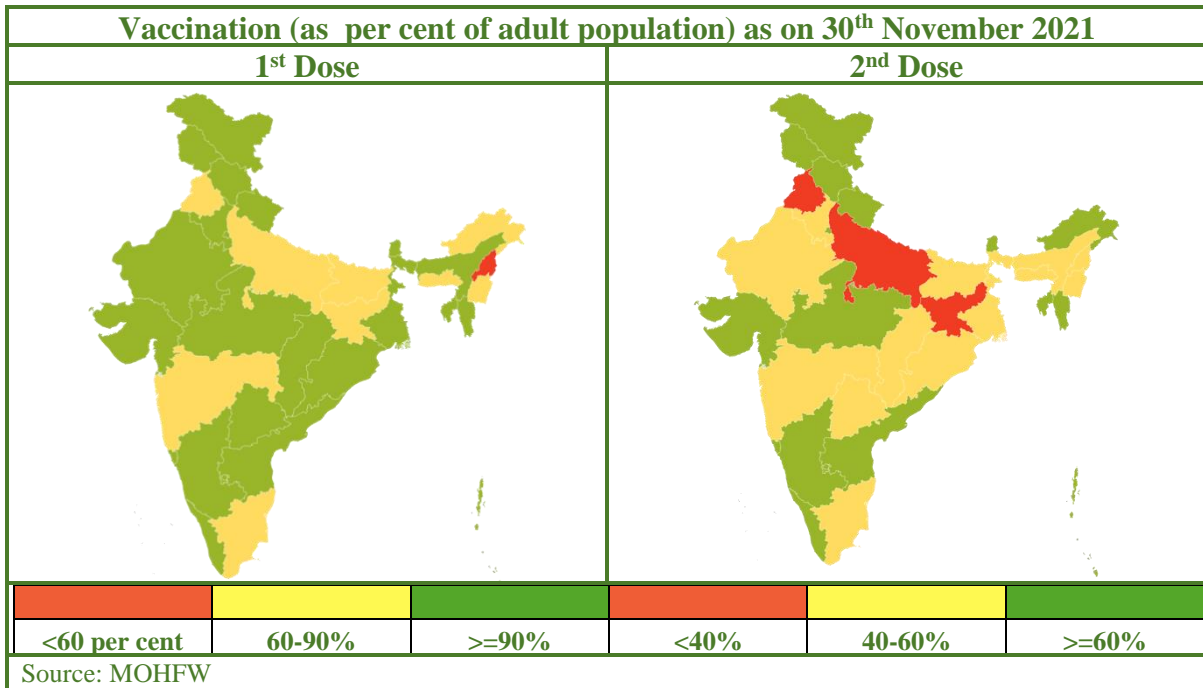 Vaccination (as per cent of adult population) as on 30th November 2021
1st Dose
2nd Dose
<60 per cent
60-90%
>=90%
<40%
40-60%
>=60%
Source: MOHFW